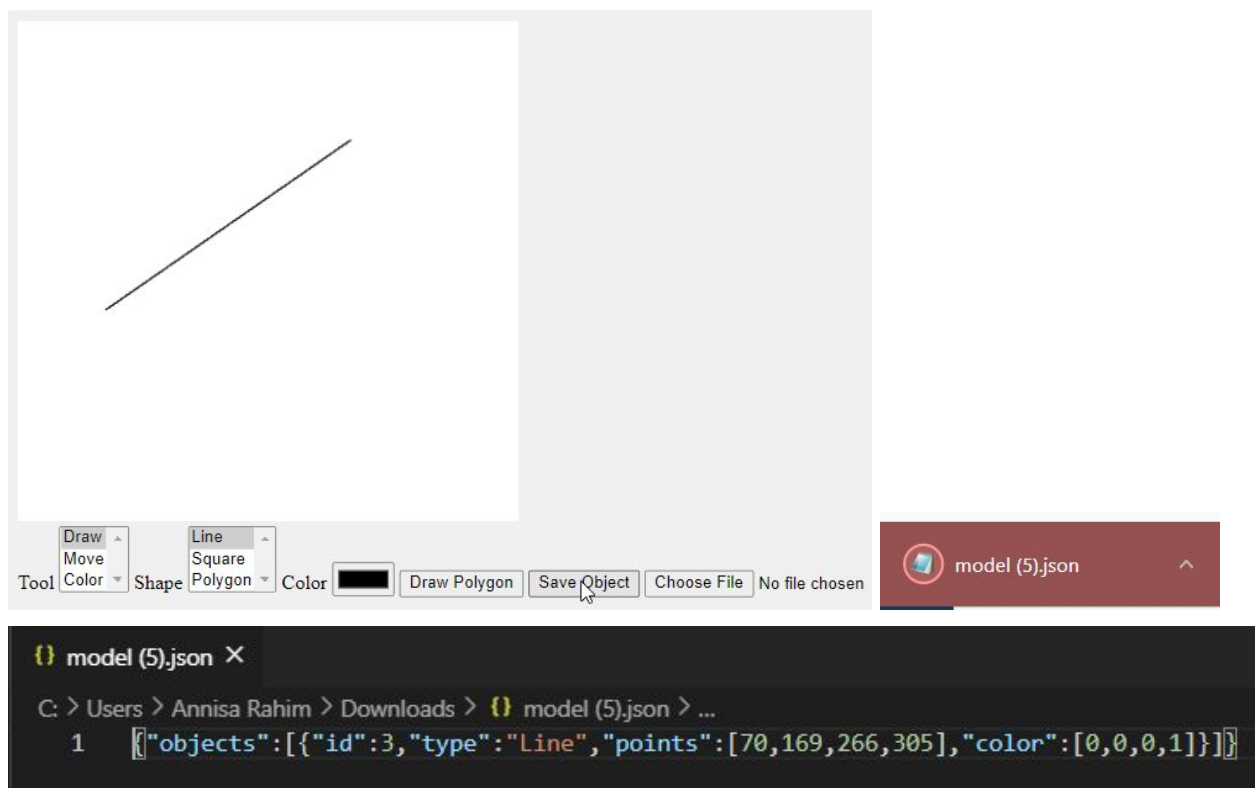 Draw
Move
Color
Line
Square
Polygon
Tool
Shape
Color
Draw Polygon
Save Object
Choose File
No file chosen
model (5).json
{} model (5).json
C: > Users > Annisa Rahim > Downloads > {} model (5).json > ...
1 {"objects":[{"id":3,"type":"Line","points":[70,169,266,305],"color":[0,0,0,1]}]}